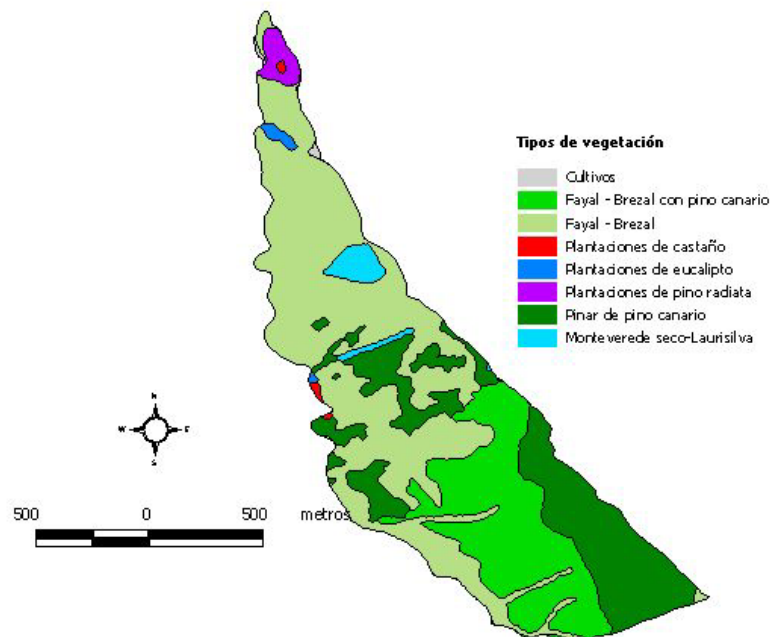 Tipos de vegetación
Cultivos
Fayal - Brezal con pino canario
Fayal - Brezal
Plantaciones de castaño
Plantaciones de eucalipto
Plantaciones de pino radiata
Pinar de pino canario
Monteverede seco-Laurisilva
N
W E
S
500 0 500 metros